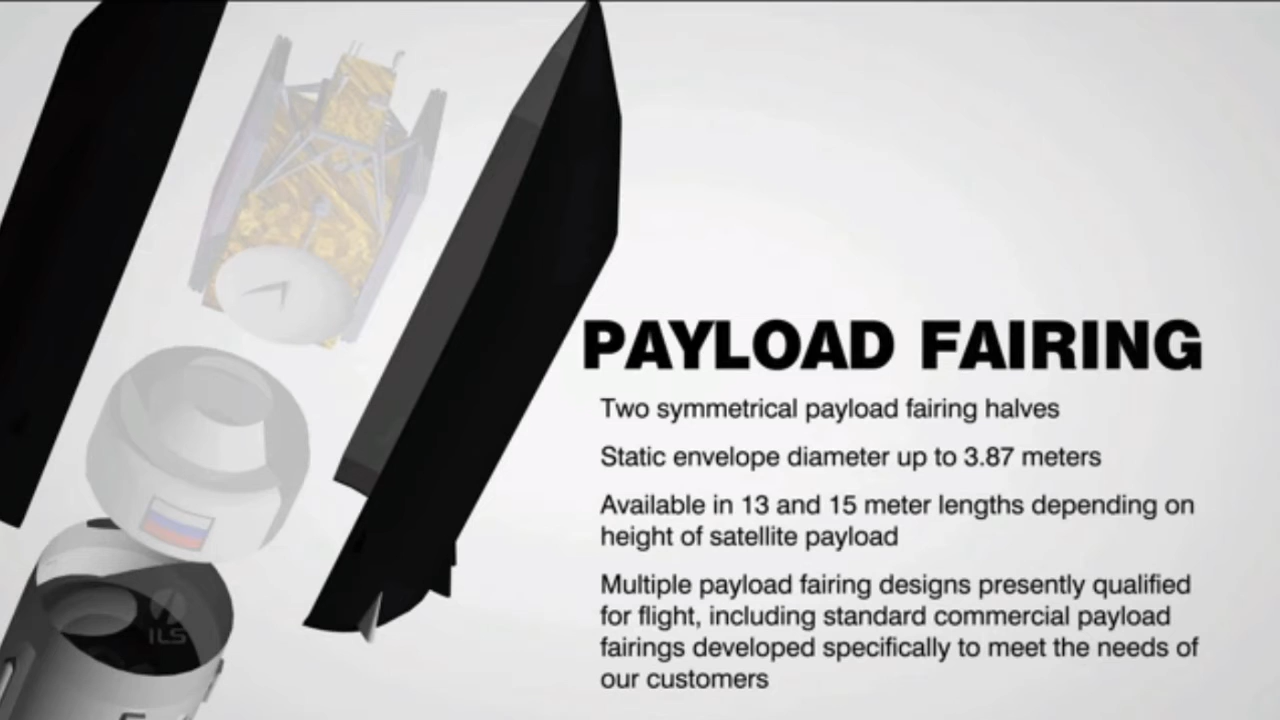 PAYLOAD FAIRING
Two symmetrical payload fairing halves
Static envelope diameter up to 3.87 meters
Available in 13 and 15 meter lengths depending on
height of satellite payload
Multiple payload fairing designs presently qualified
for flight, including standard commercial payload
fairings developed specifically to meet the needs of
our customers
ILS